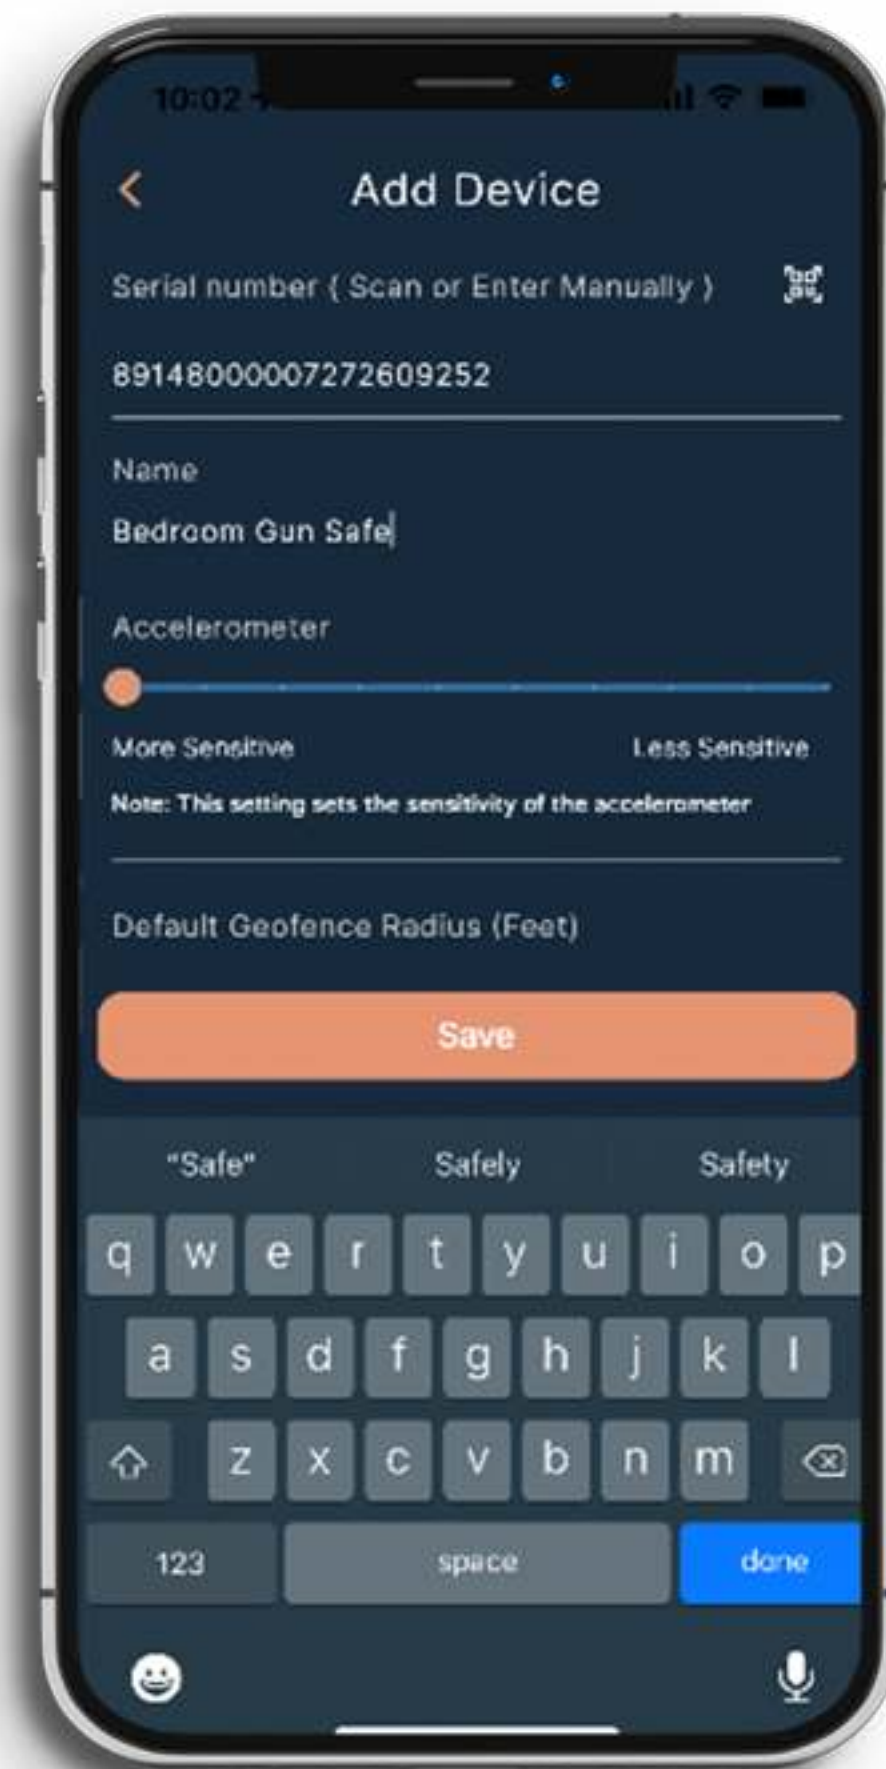 10:02
Add Device
Serial number ( Scan or Enter Manually )
89148000007272609252
Name
Bedroom Gun Safe
Accelerometer
More Sensitive Less Sensitive
Note: This setting sets the sensitivity of the accelerometer
Default Geofence Radius (Feet)
Save
"Safe" Safely Safety
q w e r t y u i o p
a s d f g h j k l
z x c v b n m
123 space done